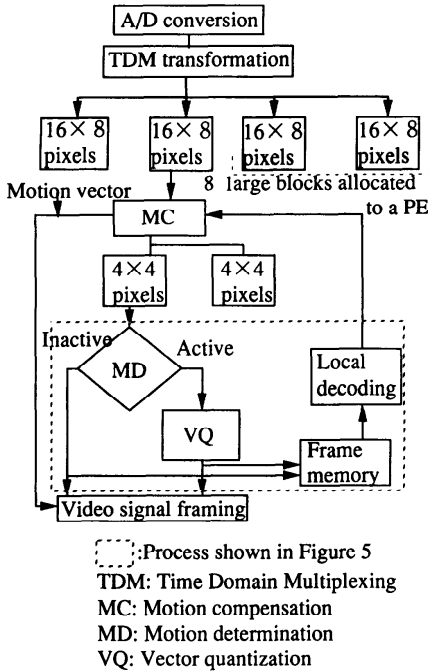 A/D conversion
TDM transformation
16× 8
pixels
16× 8
pixels
16× 8
pixels
16× 8
pixels
8 large blocks allocated
to a PE
Motion vector
MC
4×4
pixels
4×4
pixels
Inactive
Active
MD
Local
decoding
VQ
Frame
memory
Video signal framing
:Process shown in Figure 5
TDM: Time Domain Multiplexing
MC: Motion compensation
MD: Motion determination
VQ: Vector quantization